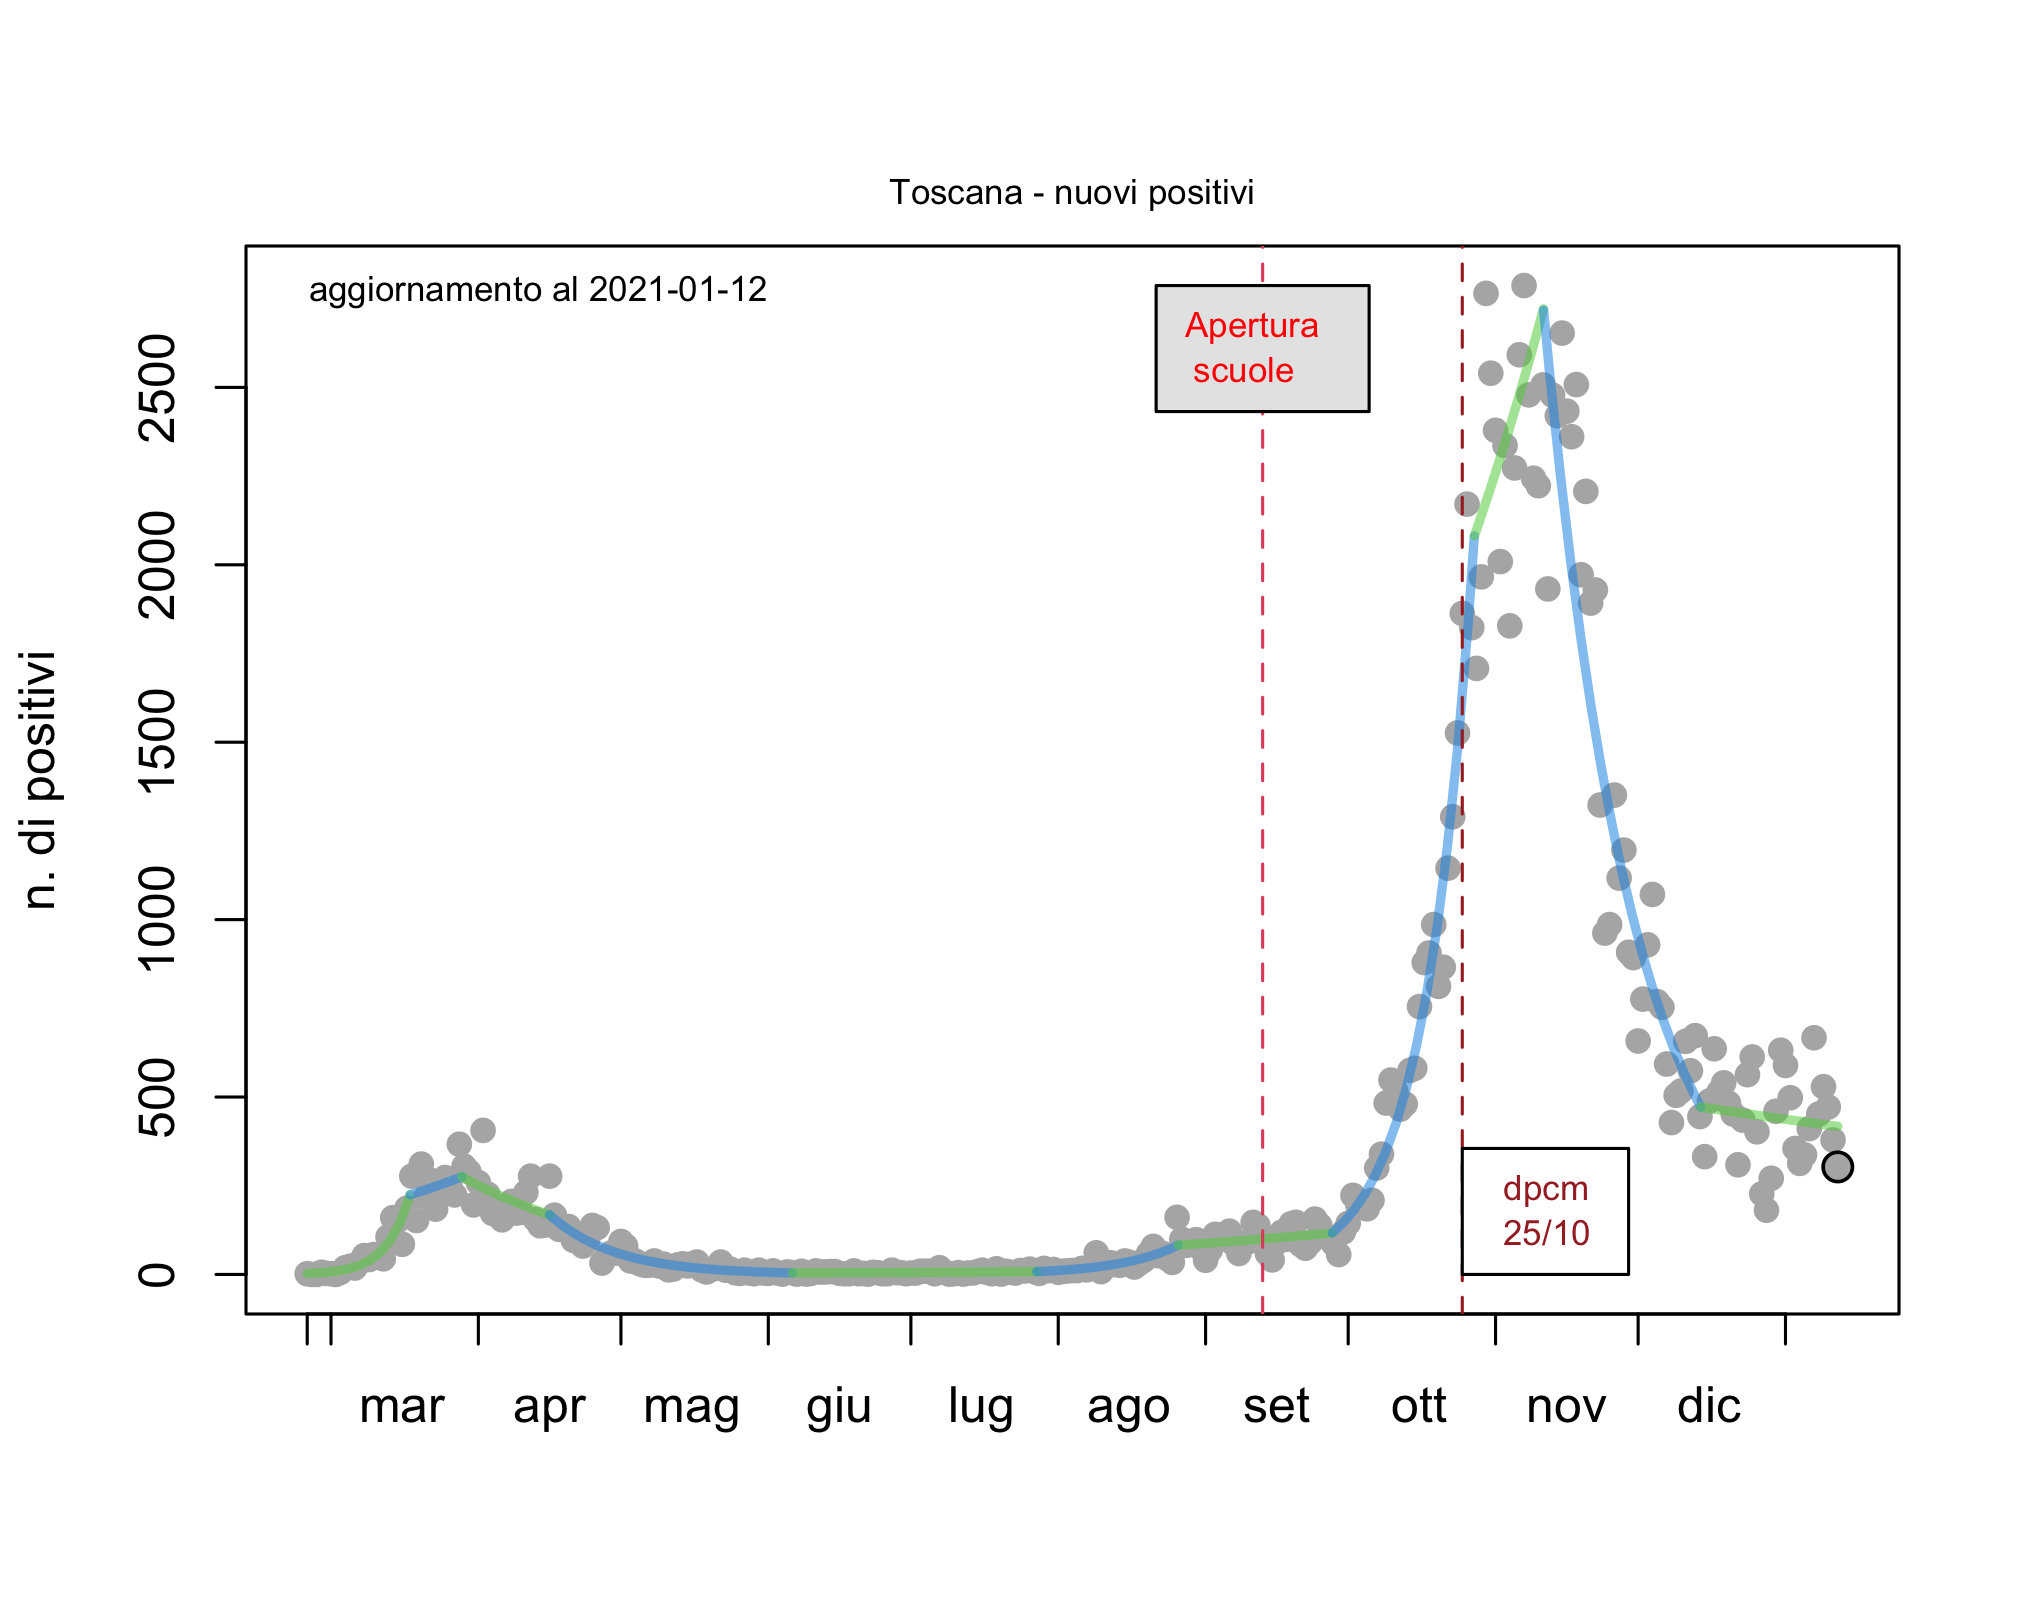 Toscana - nuovi positivi
aggiornamento al 2021-01-12
Apertura
scuole
dpcm
25/10
n. di positivi
2500
2000
1500
1000
500
0
mar apr mag giu lug ago set ott nov dic